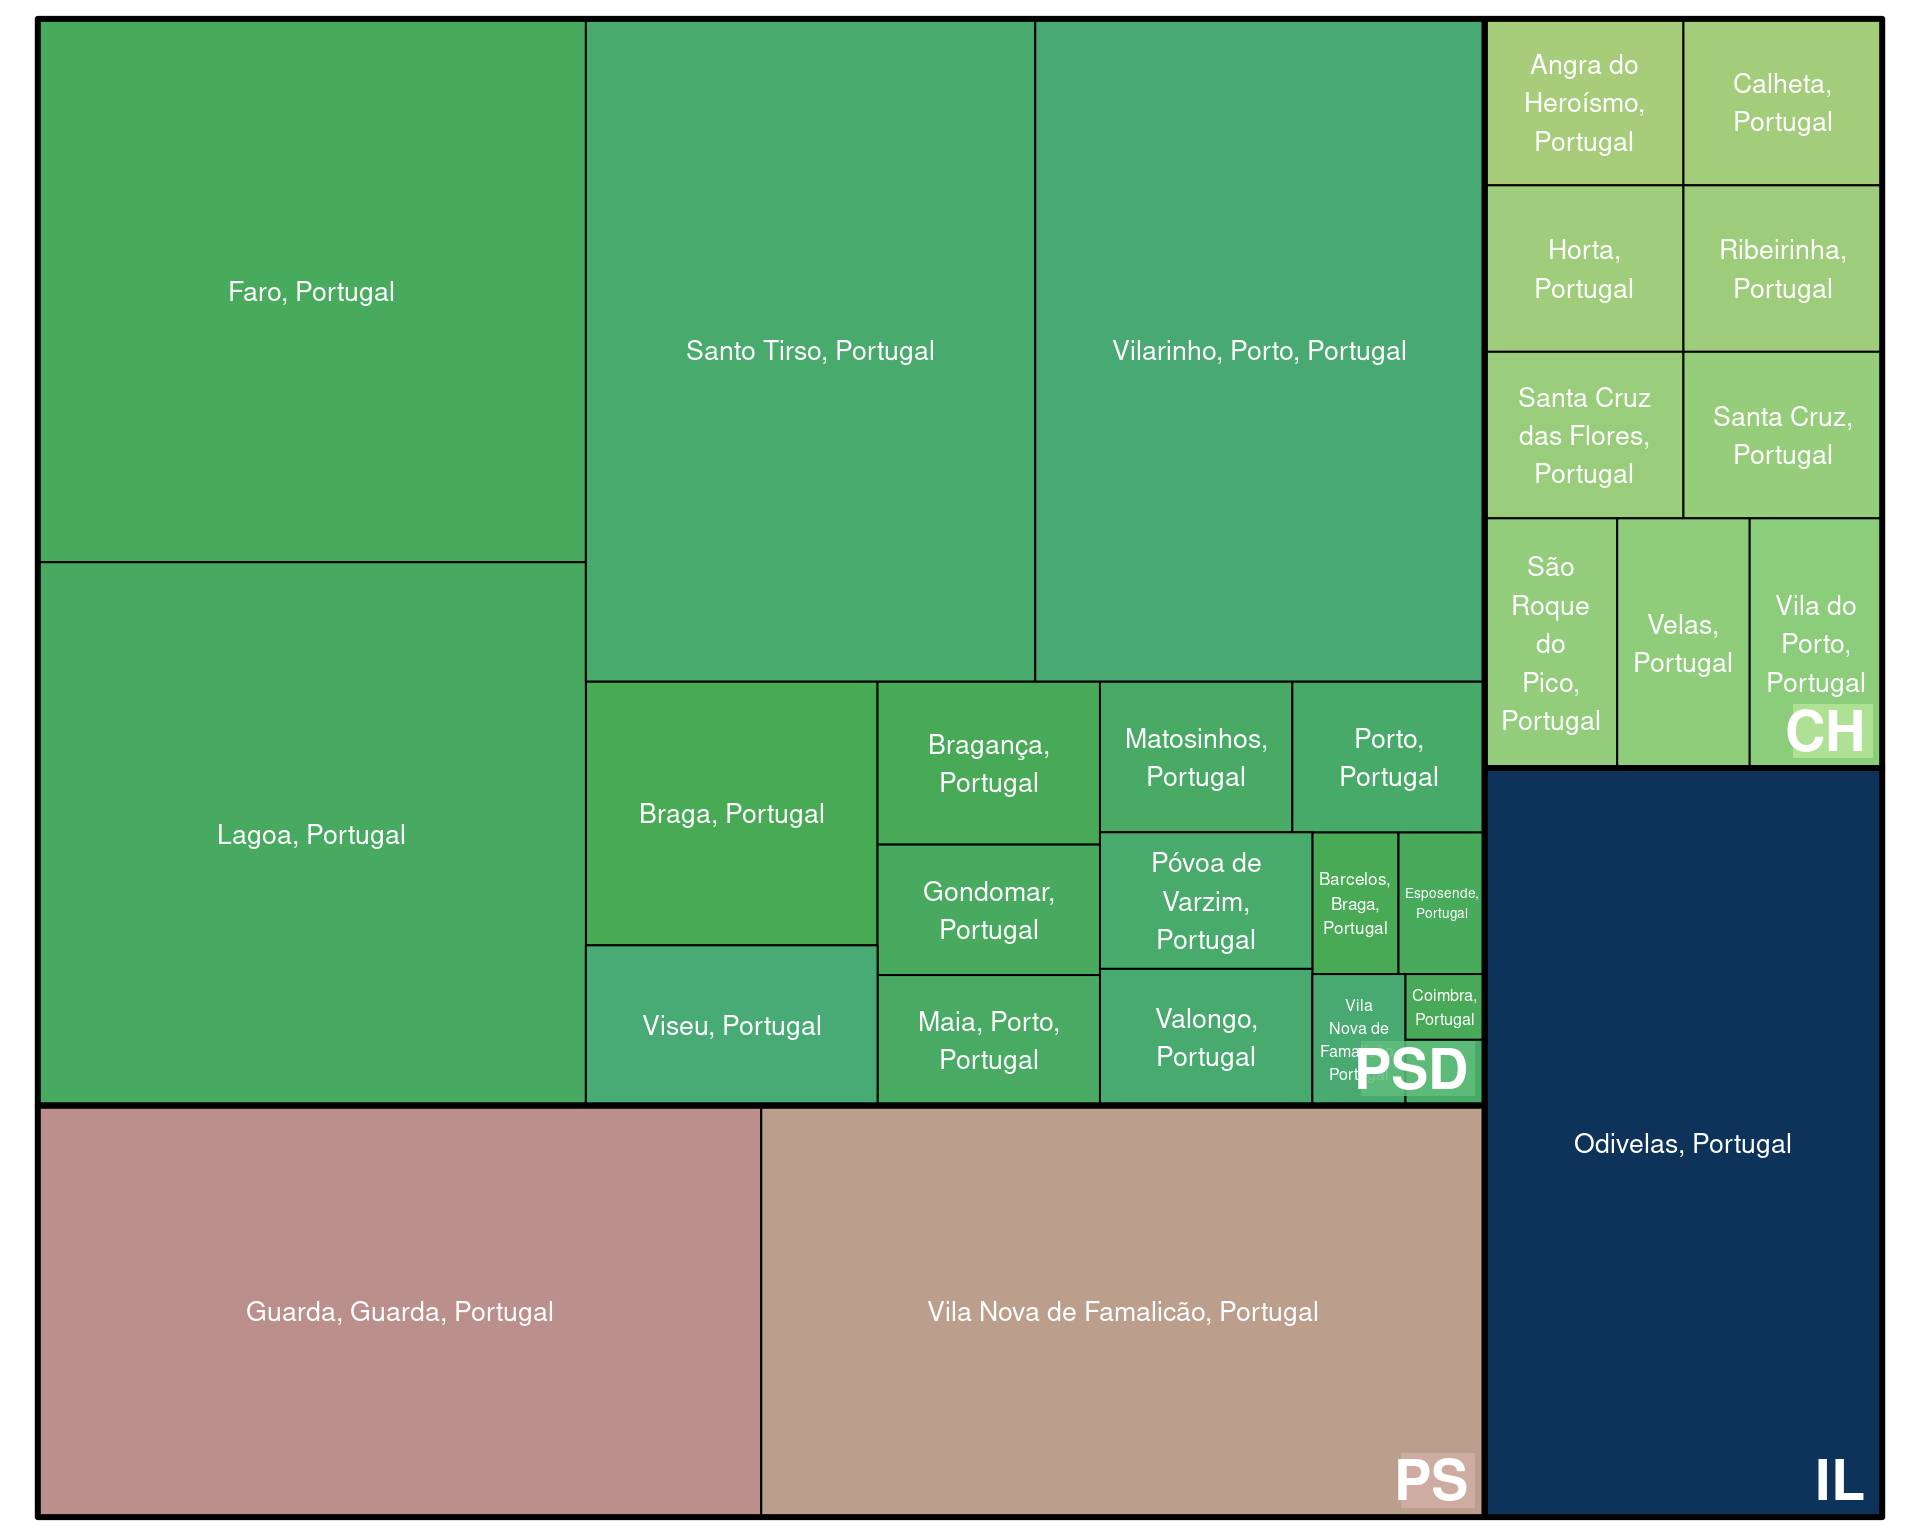 Faro, Portugal
Santo Tirso, Portugal
Vilarinho, Porto, Portugal
Lagoa, Portugal
Braga, Portugal
Viseu, Portugal
Bragança,
Portugal
Gondomar,
Portugal
Maia, Porto,
Portugal
Matosinhos,
Portugal
Porto,
Portugal
Póvoa de
Varzim,
Portugal
Valongo,
Portugal
Barcelos,
Braga,
Portugal
Esposende,
Portugal
Vila
Nova de
Coimbra,
Portugal
PSD
Guarda, Guarda, Portugal
Vila Nova de Famalicão, Portugal
PS
Angra do
Heroísmo,
Portugal
Calheta,
Portugal
Horta,
Portugal
Ribeirinha,
Portugal
Santa Cruz
das Flores,
Portugal
Santa Cruz,
Portugal
São
Roque
do
Pico,
Portugal
Velas,
Portugal
Vila do
Porto,
Portugal
CH
Odivelas, Portugal
IL